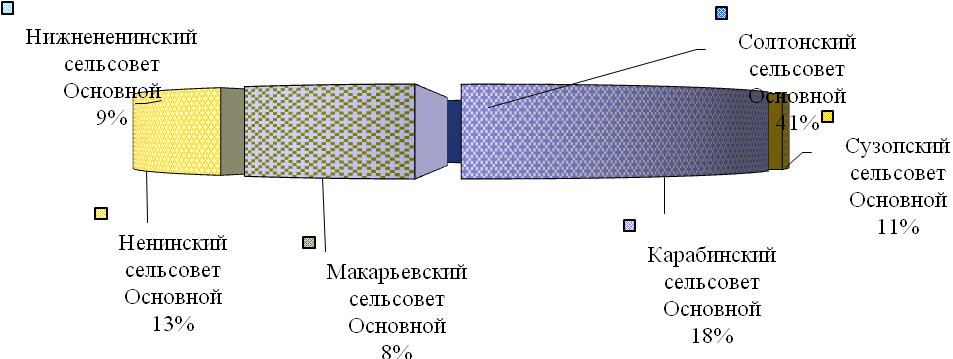 Нижнененинский
сельсовет
Основной
9%
Солтонский
сельсовет
Основной
41%
Сузопский
сельсовет
Основной
11%
Ненинский
сельсовет
Основной
13%
Макарьевский
сельсовет
Основной
8%
Карабинский
сельсовет
Основной
18%